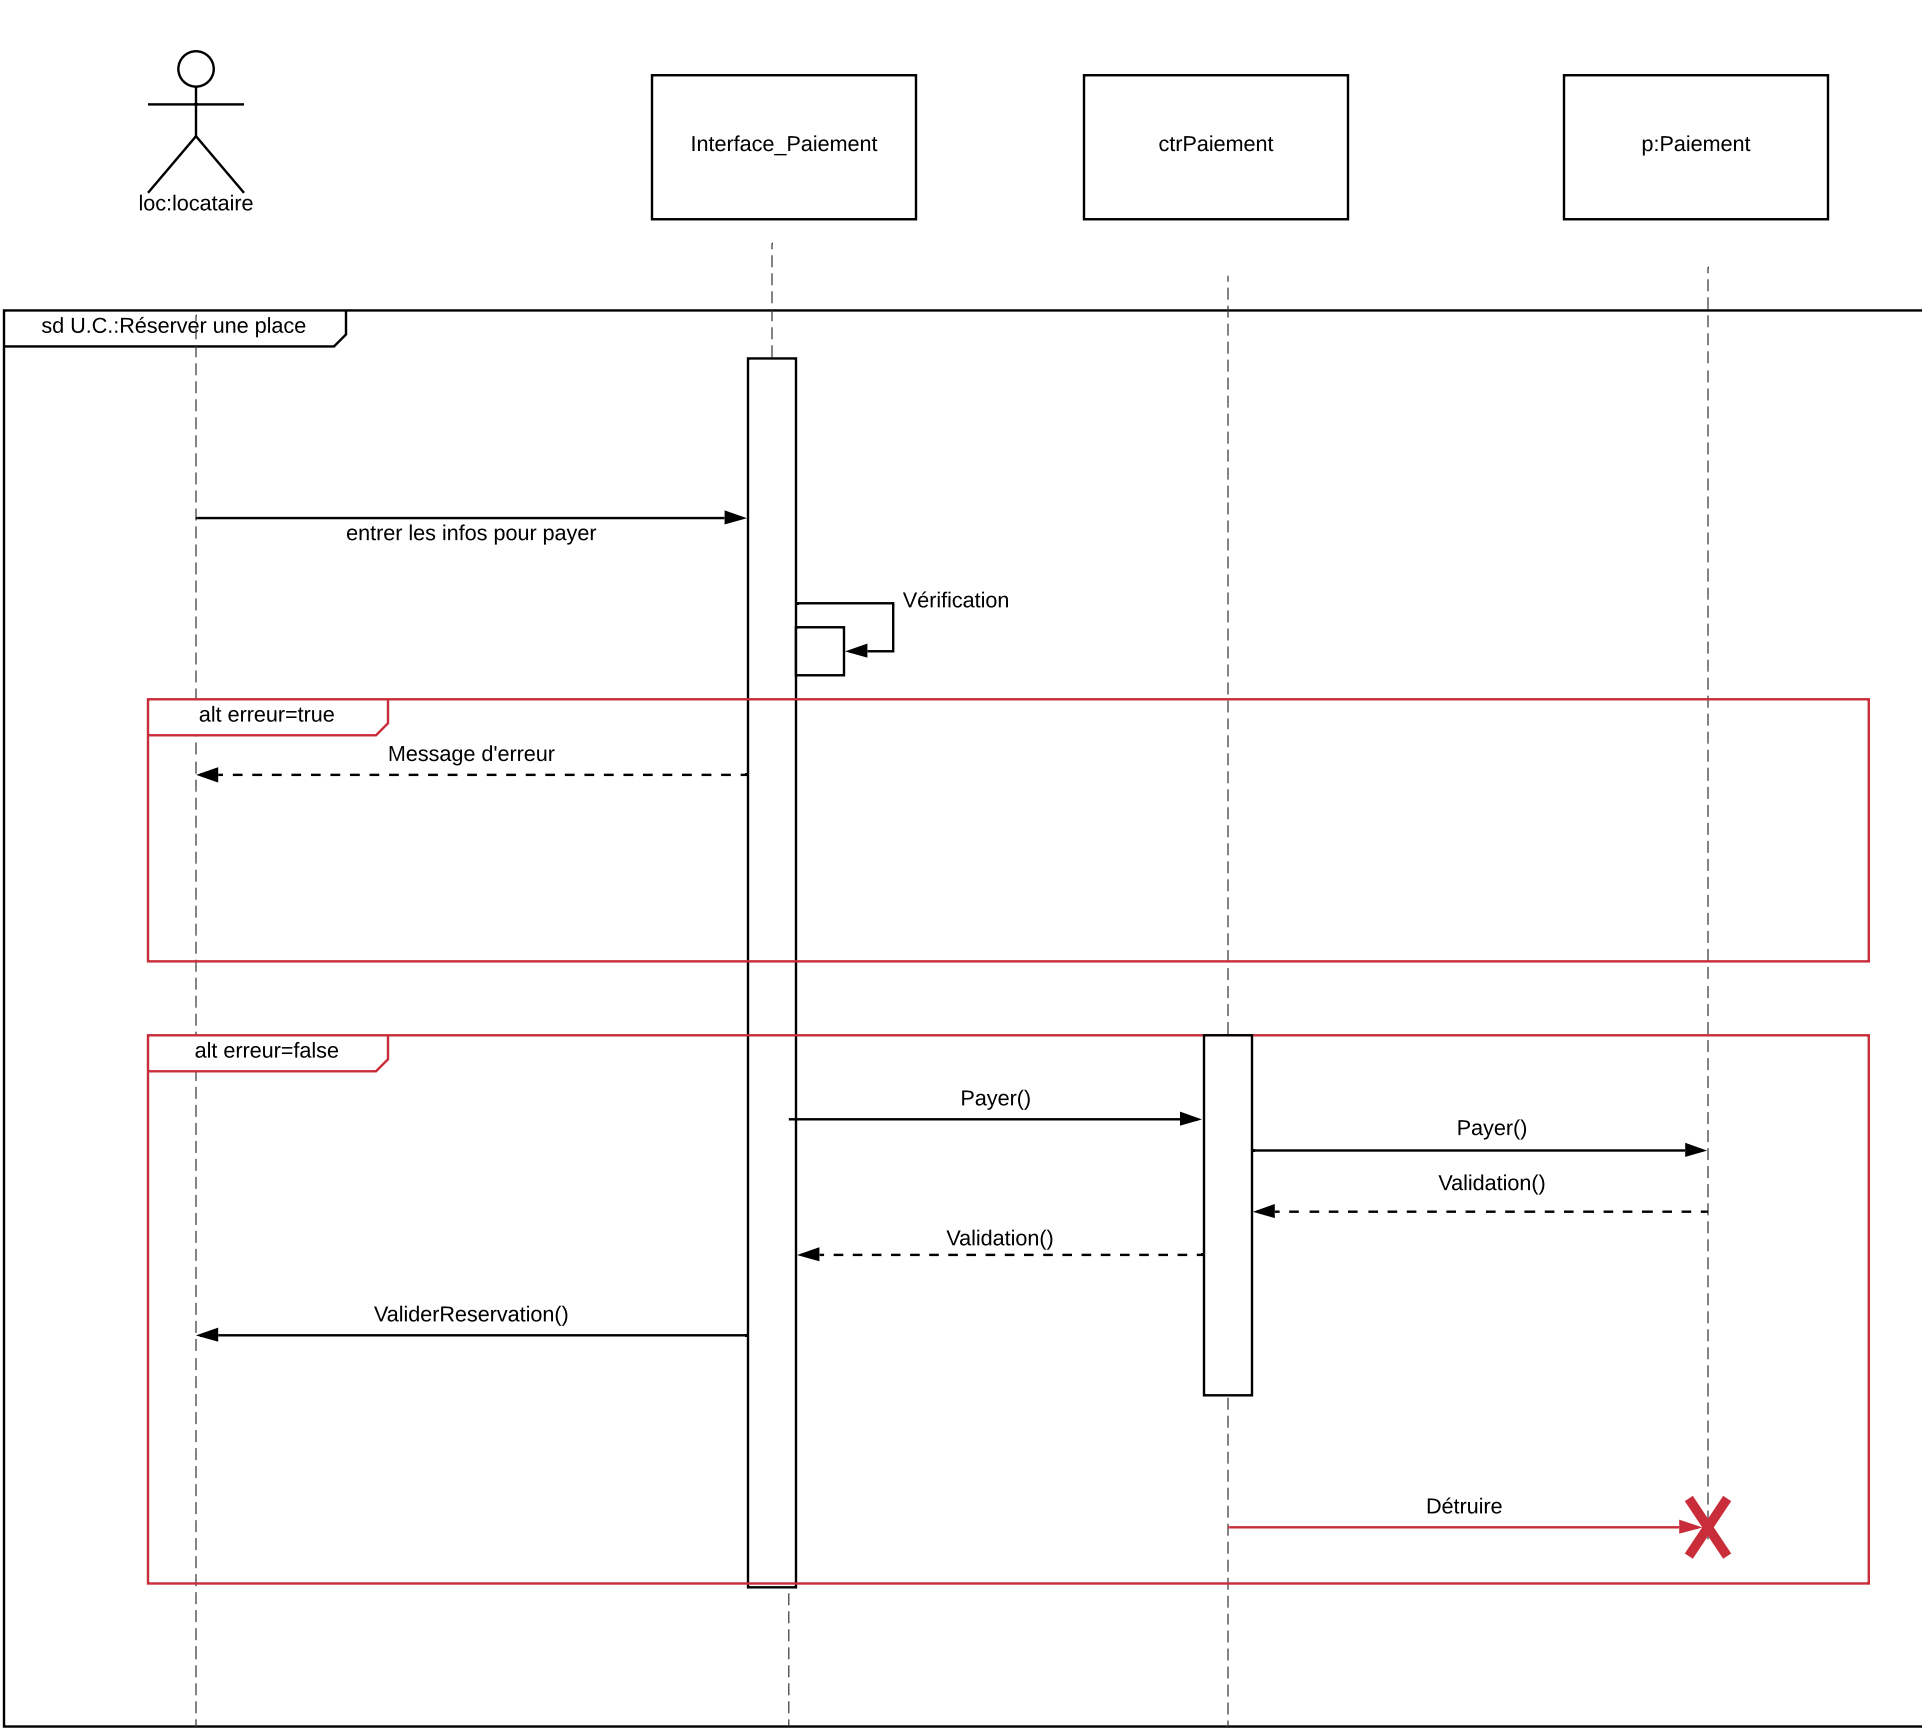 loc:locataire
Interface_Paiement
ctrPaiement
p:Paiement
sd U.C.:Réserver une place
entrer les infos pour payer
Vérification
alt erreur=true
Message d'erreur
alt erreur=false
Payer()
Payer()
Validation()
Validation()
ValiderReservation()
Détruire